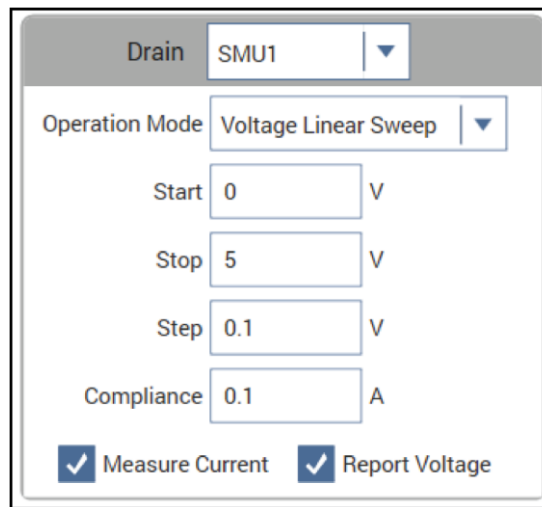 Drain SMU1
Operation Mode Voltage Linear Sweep
Start 0 V
Stop 5 V
Step 0.1 V
Compliance 0.1 A
Measure Current Report Voltage